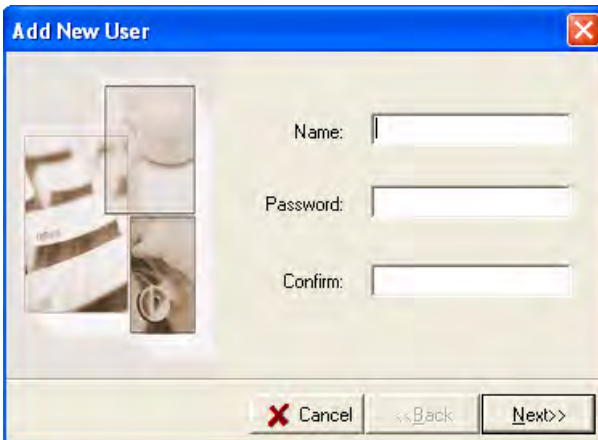 Add New User
Name:
Password:
Confirm:
Cancel <<Back Next>>